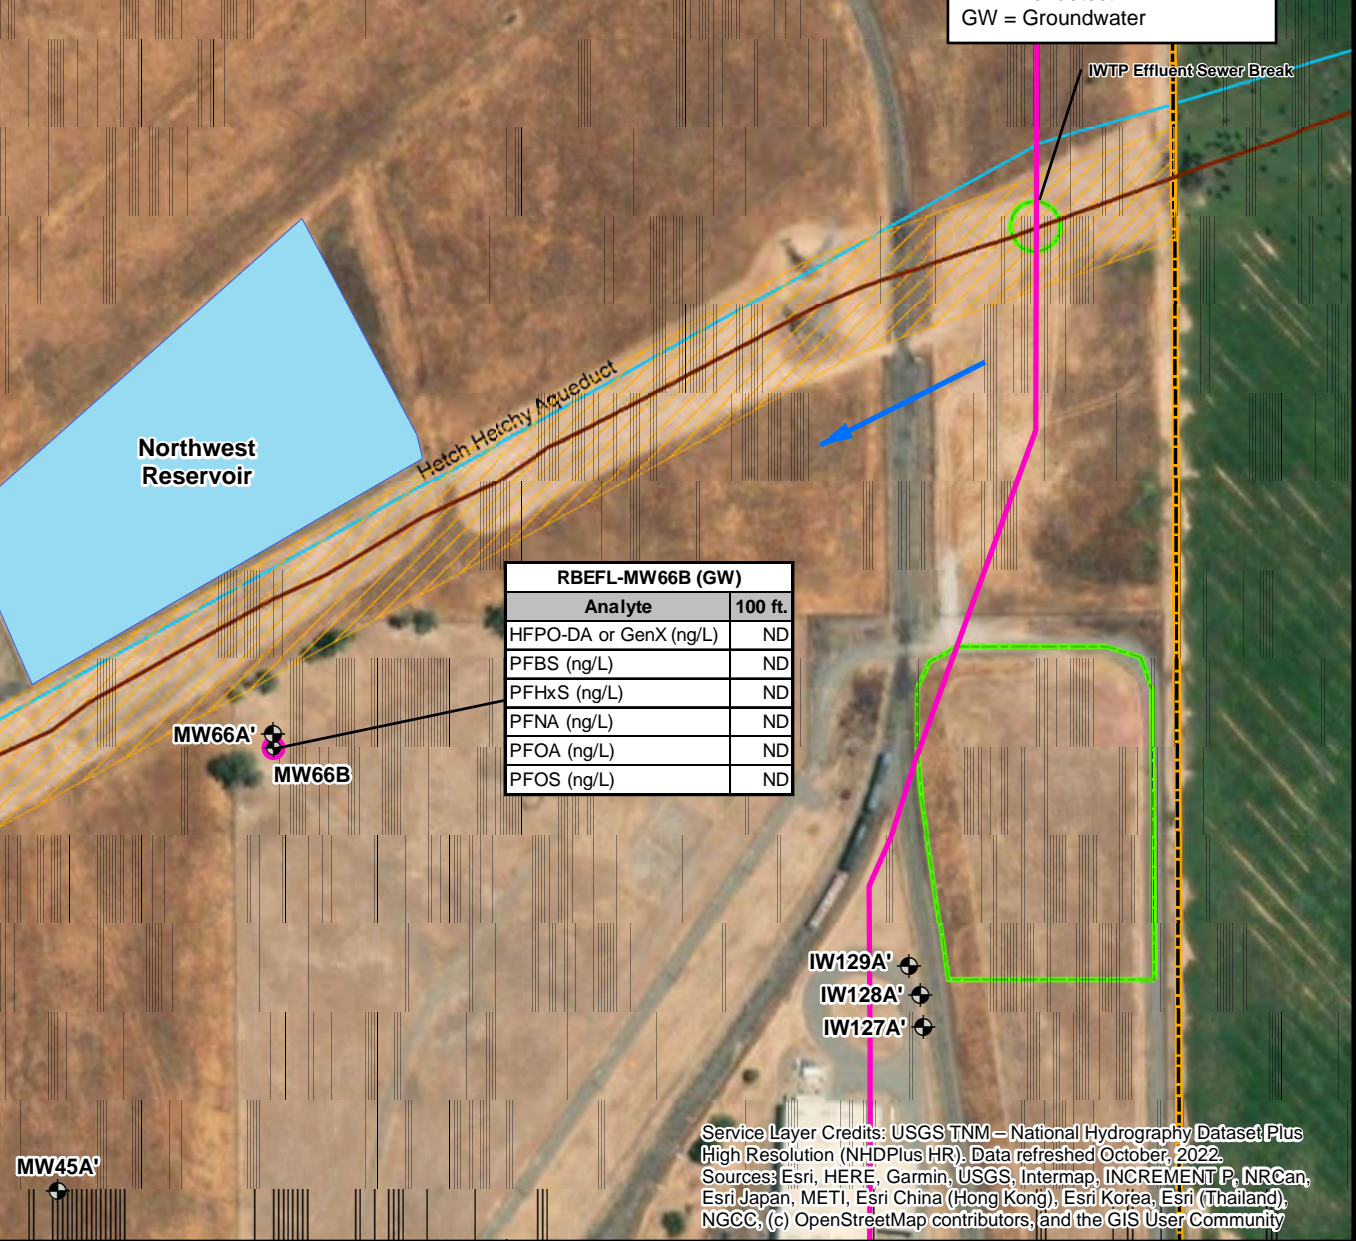 GW = Groundwater
IWTP Effluent Sewer Break
Hetch Hetchy Aqueduct
Northwest
Reservoir
RBEFL-MW66B (GW)
Analyte 100 ft.
HFPO-DA or GenX (ng/L) ND
PFBS (ng/L) ND
PFHxS (ng/L) ND
PFNA (ng/L) ND
PFOA (ng/L) ND
PFOS (ng/L) ND
MW66A'
MW66B
IW129A'
IW128A'
IW127A'
MW45A'
Service Layer Credits: USGS TNM – National Hydrography Dataset Plus
High Resolution (NHDPlus HR). Data refreshed October, 2022.
Sources: Esri, HERE, Garmin, USGS, Intermap, INCREMENT P, NRCan,
Esri Japan, METI, Esri China (Hong Kong), Esri Korea, Esri (Thailand),
NGCC, (c) OpenStreetMap contributors, and the GIS User Community